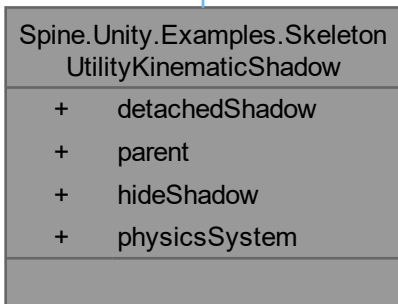 Spine.Unity.Examples.Skeleton
UtilityKinematicShadow
+ detachedShadow
+ parent
+ hideShadow
+ physicsSystem